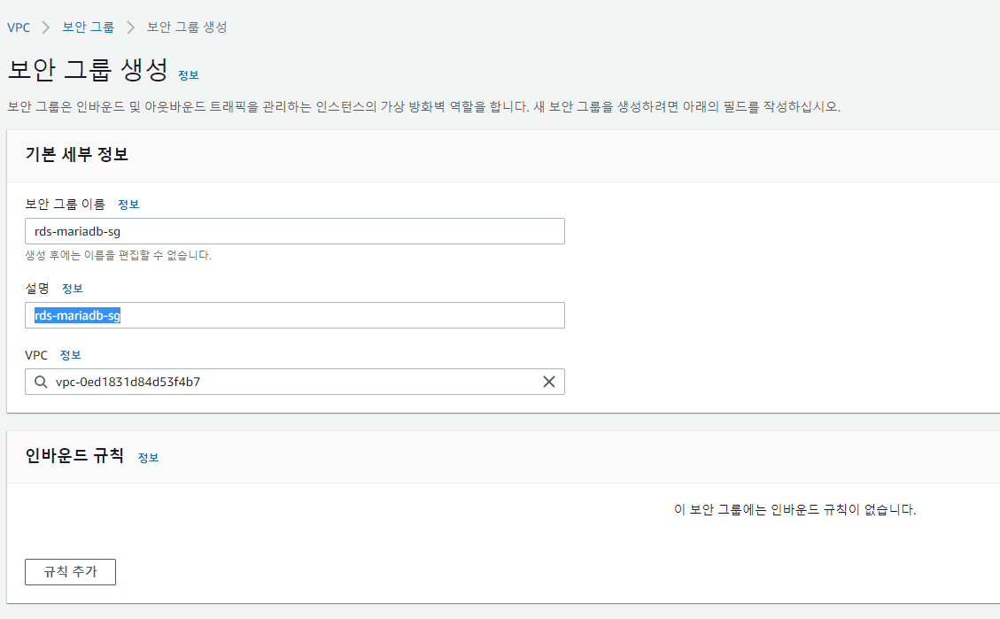 VPC > 보안 그룹 > 보안 그룹 생성
보안 그룹 생성 정보
보안 그룹은 인바운드 및 아웃바운드 트래픽을 관리하는 인스턴스의 가상 방화벽 역할을 합니다. 새 보안 그룹을 생성하려면 아래의 필드를 작성하십시오.
기본 세부 정보
보안 그룹 이름 정보
rds-mariadb-sg
생성 후에는 이름을 편집할 수 없습니다.
설명 정보
rds-mariadb-sg
VPC 정보
vpc-0ed1831d84d53f4b7
인바운드 규칙 정보
이 보안 그룹에는 인바운드 규칙이 없습니다.
규칙 추가